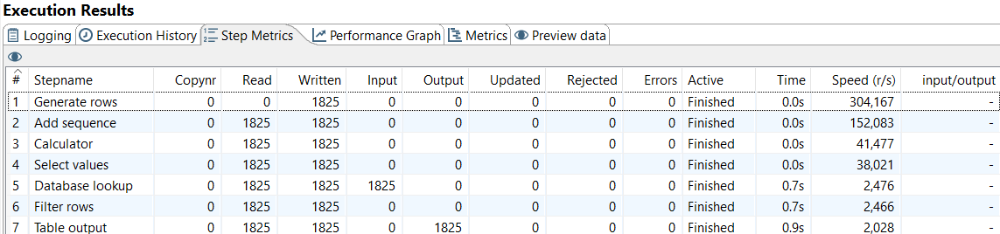 Execution Results
Logging Execution History Step Metrics Performance Graph Metrics Preview data
# Stepname Copynr Read Written Input Output Updated Rejected Errors Active Time Speed (r/s) input/output
1 Generate rows 0 0 1825 0 0 0 0 0 Finished 0.0s 304,167 -
2 Add sequence 0 1825 1825 0 0 0 0 0 Finished 0.0s 152,083 -
3 Calculator 0 1825 1825 0 0 0 0 0 Finished 0.0s 41,477 -
4 Select values 0 1825 1825 0 0 0 0 0 Finished 0.0s 38,021 -
5 Database lookup 0 1825 1825 1825 0 0 0 0 Finished 0.7s 2,476 -
6 Filter rows 0 1825 1825 0 0 0 0 0 Finished 0.7s 2,466 -
7 Table output 0 1825 1825 0 1825 0 0 0 Finished 0.9s 2,028 -